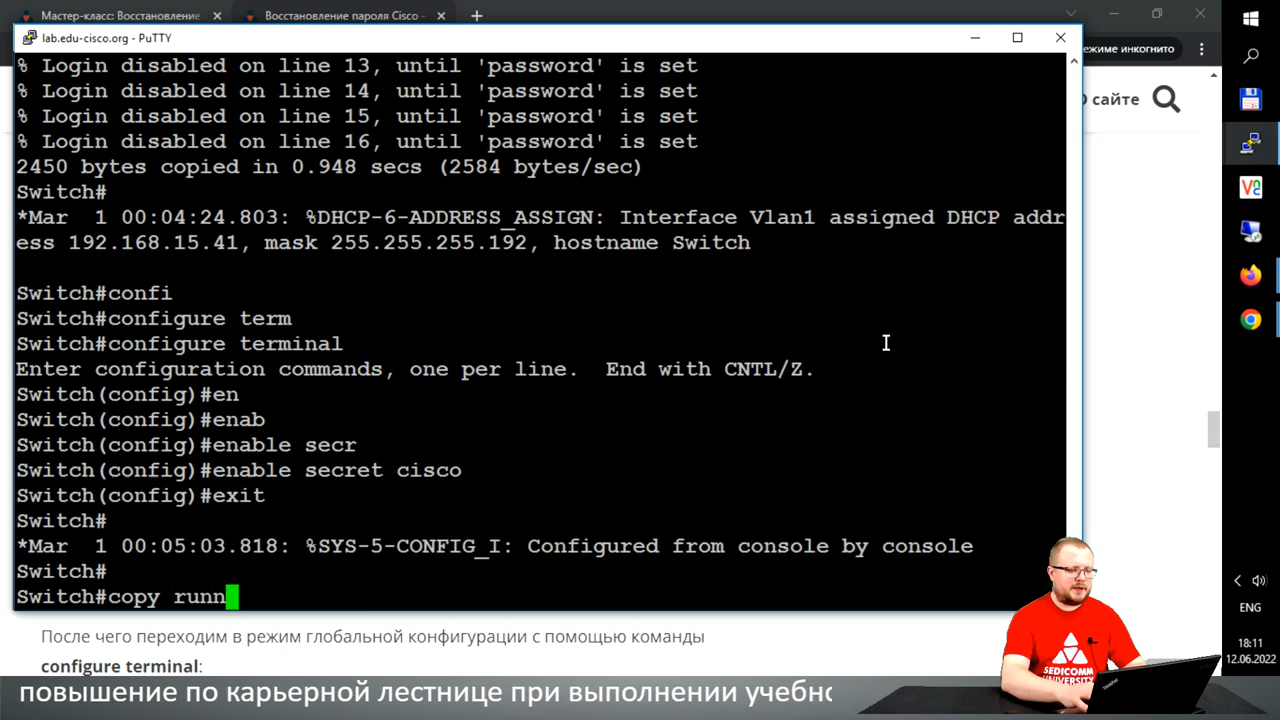 Мастер-класс: Восстановление
Восстановление пароля Cisco -
lab.edu-cisco.org - PuTTY
режиме инкогнито
О сайте
% Login disabled on line 13, until 'password' is set
% Login disabled on line 14, until 'password' is set
% Login disabled on line 15, until 'password' is set
% Login disabled on line 16, until 'password' is set
2450 bytes copied in 0.948 secs (2584 bytes/sec)
Switch#
*Mar  1 00:04:24.803: %DHCP-6-ADDRESS_ASSIGN: Interface Vlan1 assigned DHCP addr
ess 192.168.15.41, mask 255.255.255.192, hostname Switch
Switch#confi
Switch#configure term
Switch#configure terminal
Enter configuration commands, one per line.  End with CNTL/Z.
Switch(config)#en
Switch(config)#enab
Switch(config)#enable secr
Switch(config)#enable secret cisco
Switch(config)#exit
Switch#
*Mar  1 00:05:03.818: %SYS-5-CONFIG_I: Configured from console by console
Switch#
Switch#copy runn
После чего переходим в режим глобальной конфигурации с помощью команды
configure terminal:
ENG
18:11
12.06.2022
SEDICOMM
UNIVERSITY
ThinkPad
повышение по карьерной лестнице при выполнении учебно